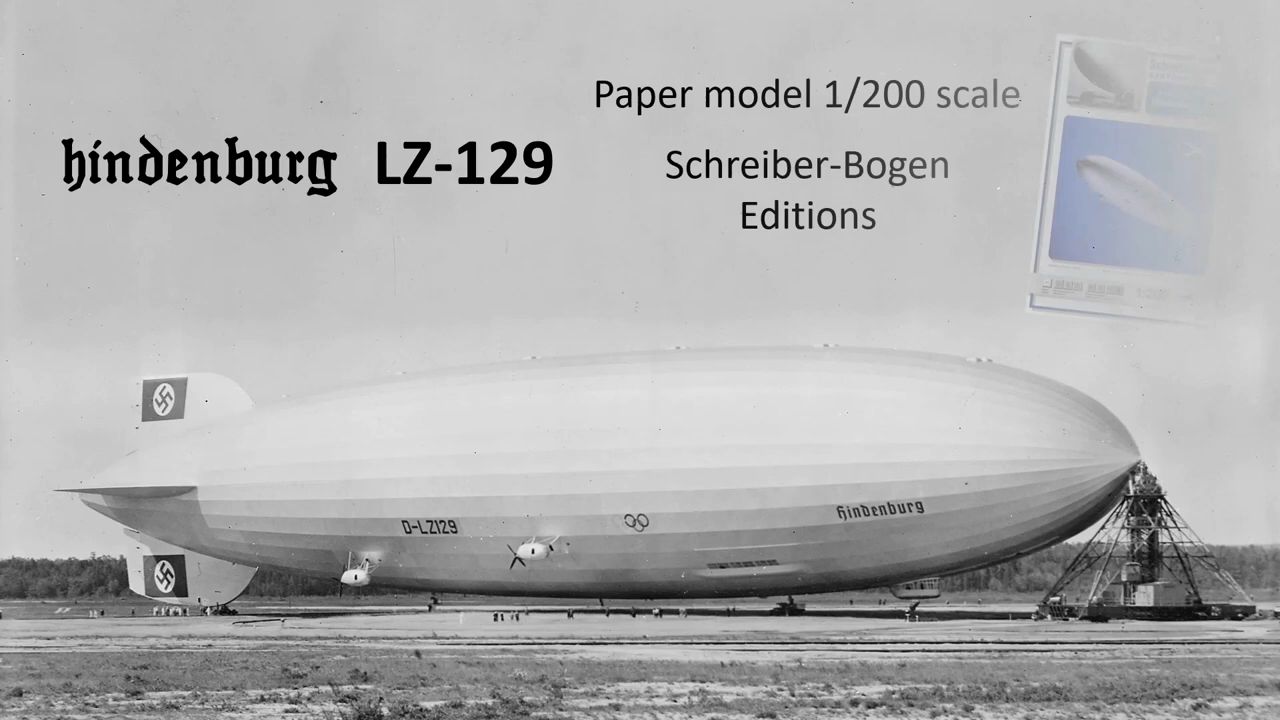 hindenburg LZ-129
Paper model 1/200 scale
Schreiber-Bogen
Editions
D-LZ129
Hindenburg